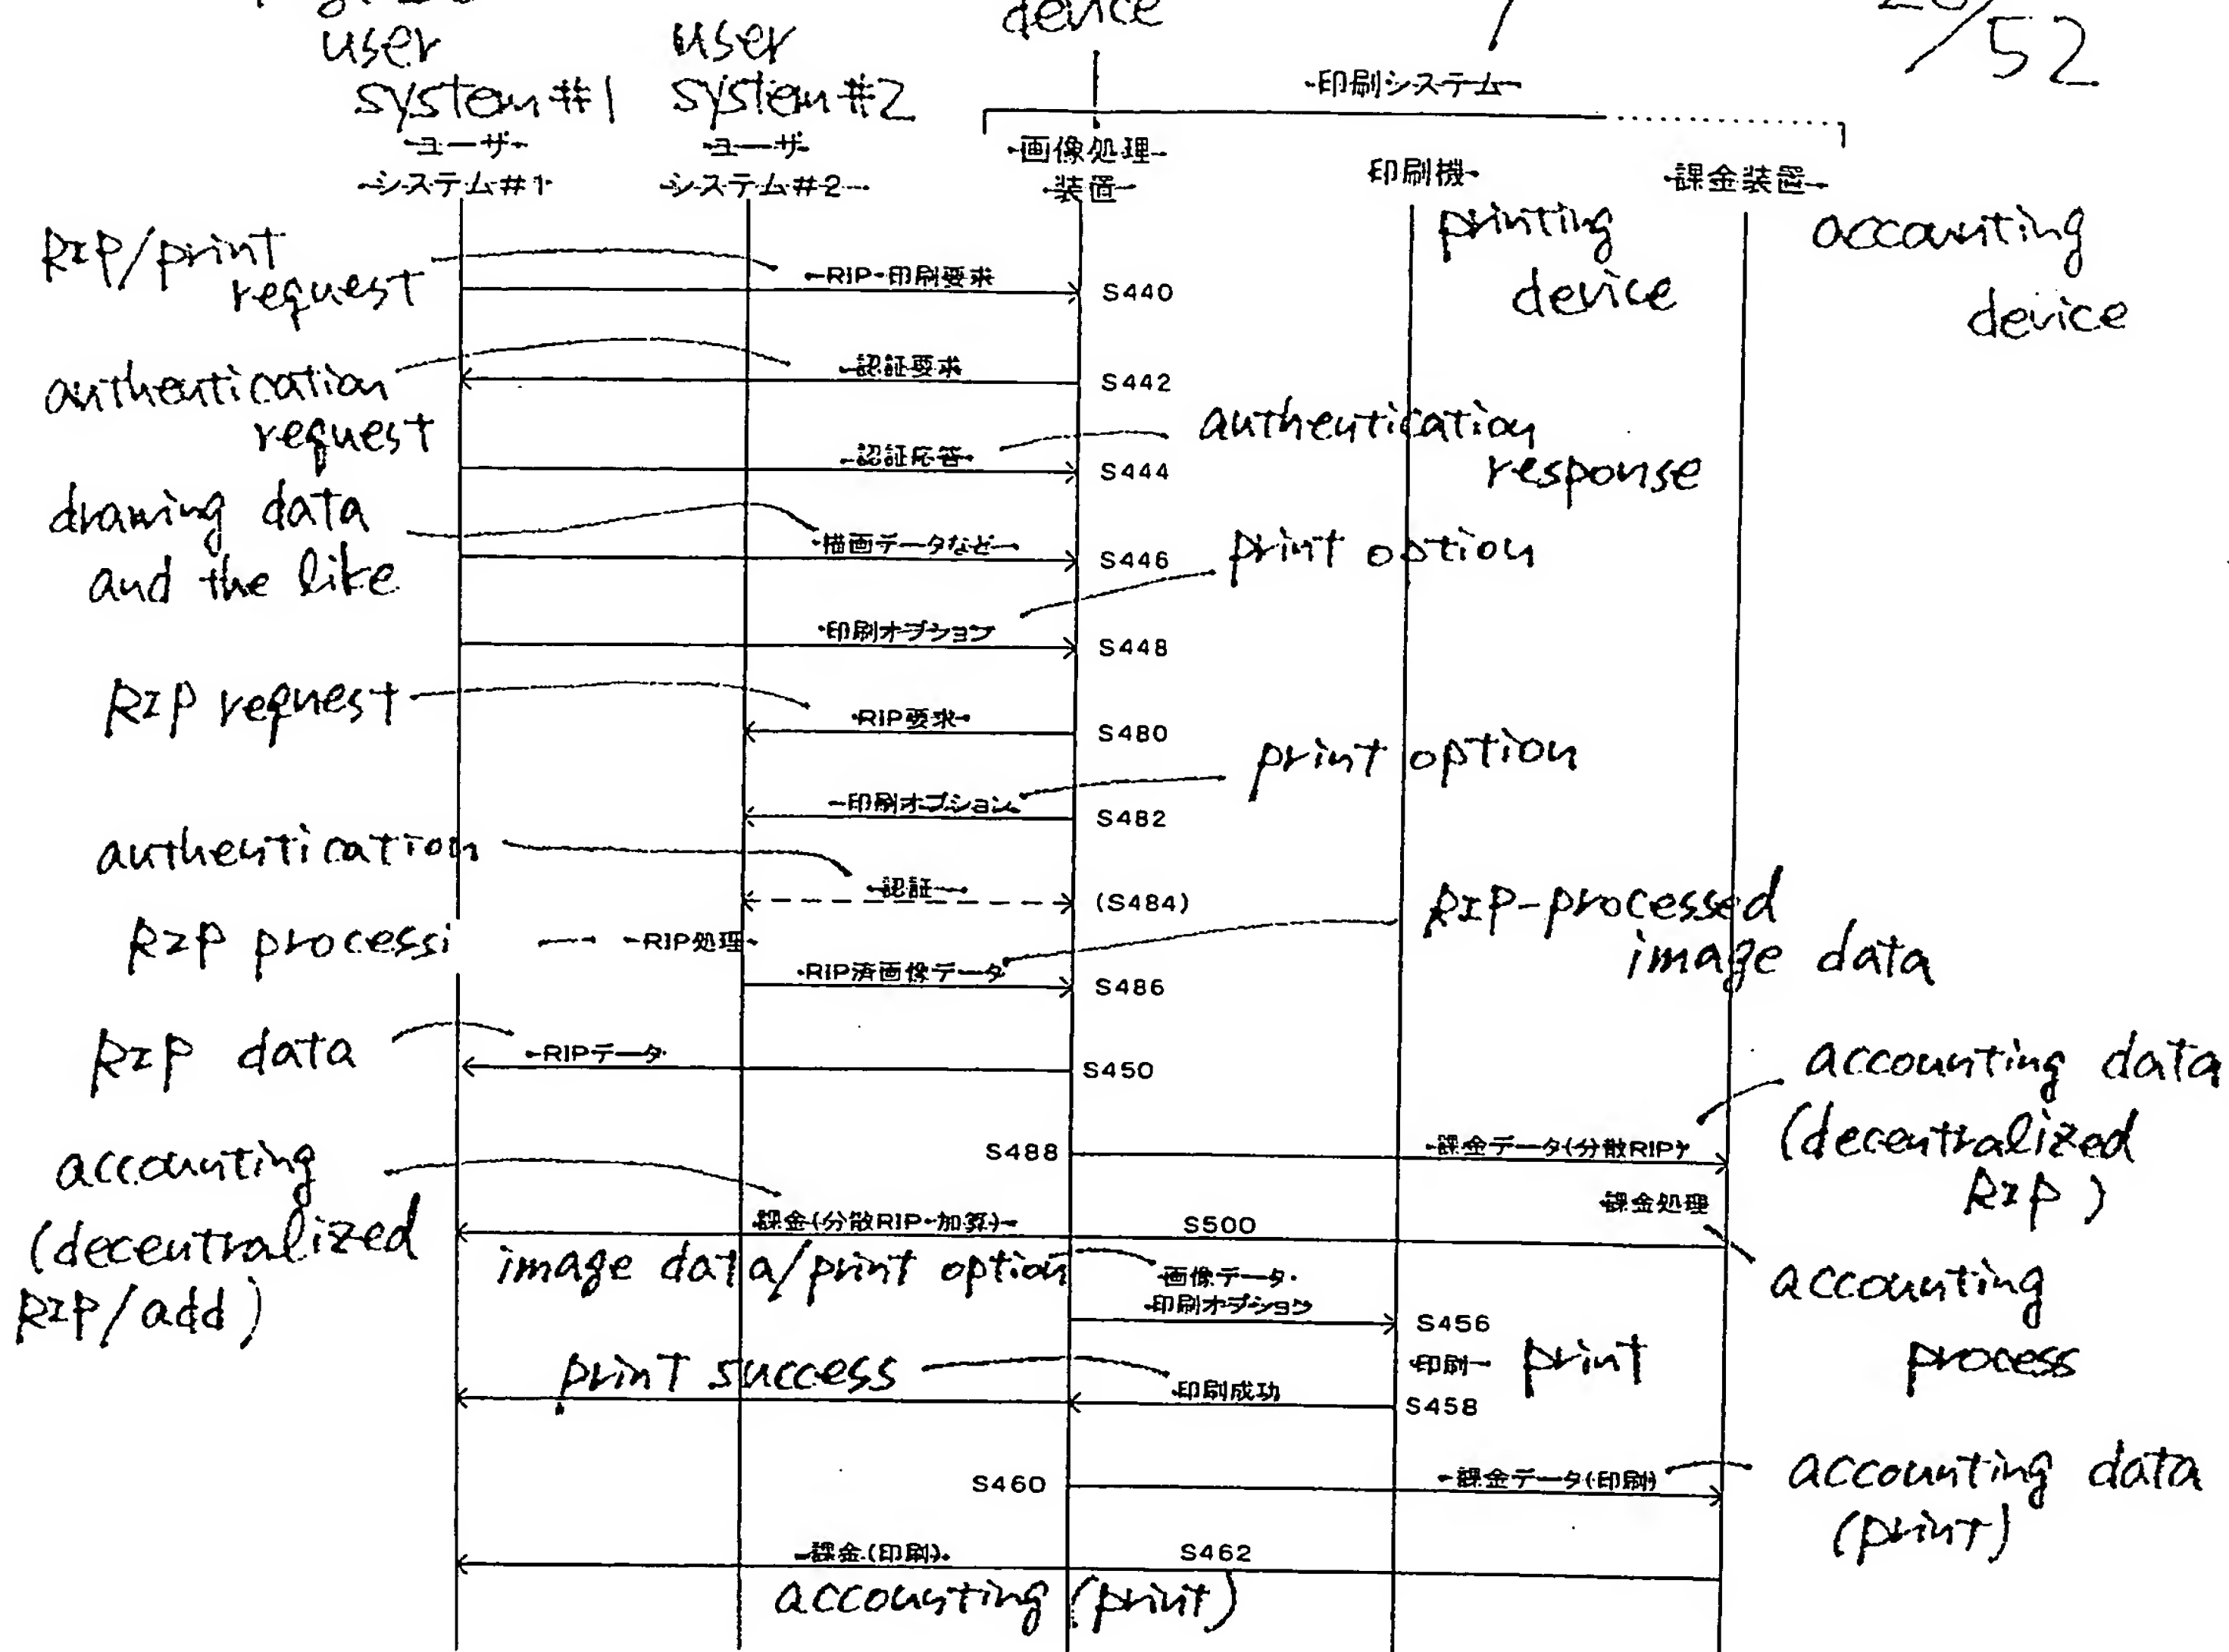 user
system#1
user
system#2
device
52
印刷システム
ユーザ
システム#1
ユーザ
システム#2
画像処理
装置
印刷機
課金装置
printing
device
accounting
device
RIP/print
request
RIP・印刷要求
S440
authentication
request
認証要求
S442
認証応答
S444
authentication
response
drawing data
and the like
描画データなど
S446
print option
印刷オプション
S448
RIP request
RIP要求
S480
print option
印刷オプション
S482
authentication
認証
(S484)
RIP processi
RIP処理
RIP-processed
image data
RIP済画像データ
S486
RIP data
RIPデータ
S450
accounting data
(decentralized
RIP)
S488
課金データ(分散RIP)
accounting
(decentralized
RIP/add)
課金処理
課金(分散RIP・加算)
S500
accounting
process
image data/print option
画像データ・
印刷オプション
S456
印刷
print
print success
印刷成功
S458
S460
課金データ(印刷)
accounting data
(print)
課金(印刷)
S462
accounting (print)